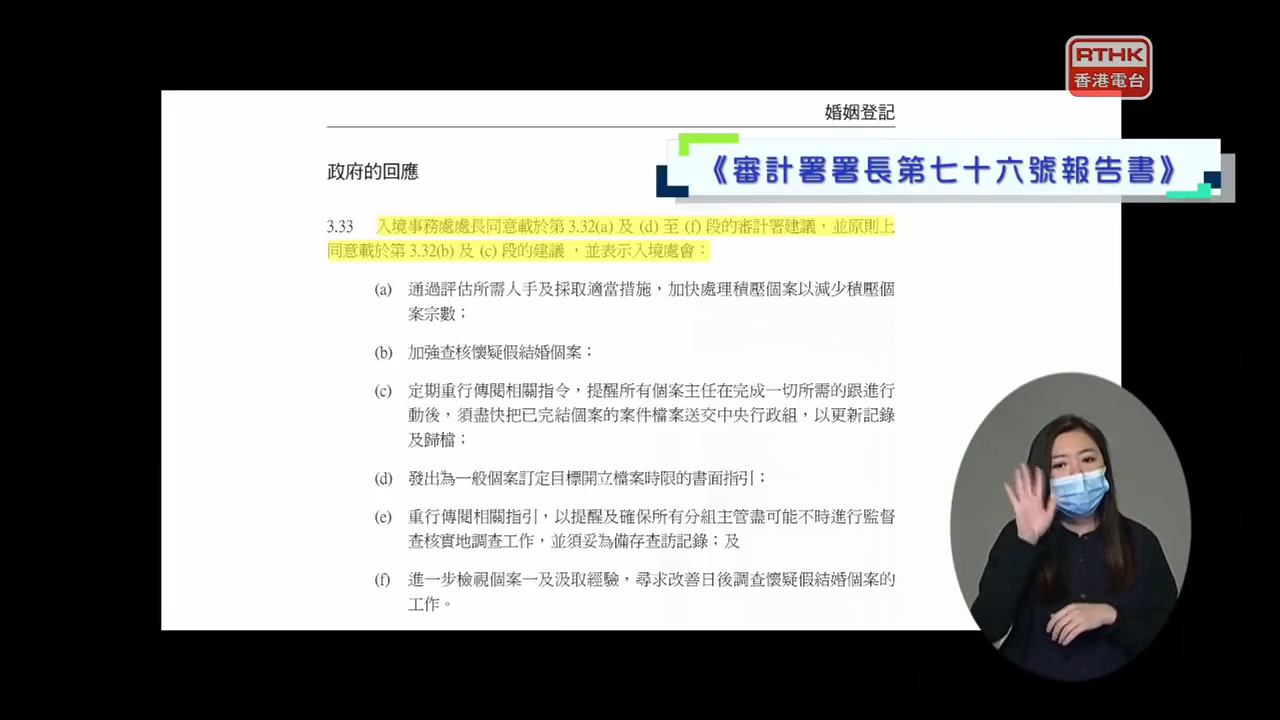 RTHK
香港電台
婚姻登記
《審計署署長第七十六號報告書》
政府的回應
3.33 入境事務處處長同意載於第 3.32(a) 及 (d) 至 (f) 段的審計署建議，並原則上
同意載於第 3.32(b) 及 (c) 段的建議 ，並表示入境處會：
(a) 通過評估所需人手及採取適當措施，加快處理積壓個案以減少積壓個
案宗數；
(b) 加強查核懷疑假結婚個案；
(c) 定期重行傳閱相關指令，提醒所有個案主任在完成一切所需的跟進行
動後，須盡快把已完結個案的案件檔案送交中央行政組，以更新記錄
及歸檔；
(d) 發出為一般個案訂定目標開立檔案時限的書面指引；
(e) 重行傳閱相關指引，以提醒及確保所有分組主管盡可能不時進行監督
查核實地調查工作，並須妥為備存查訪記錄；及
(f) 進一步檢視個案一及汲取經驗，尋求改善日後調查懷疑假結婚個案的
工作。